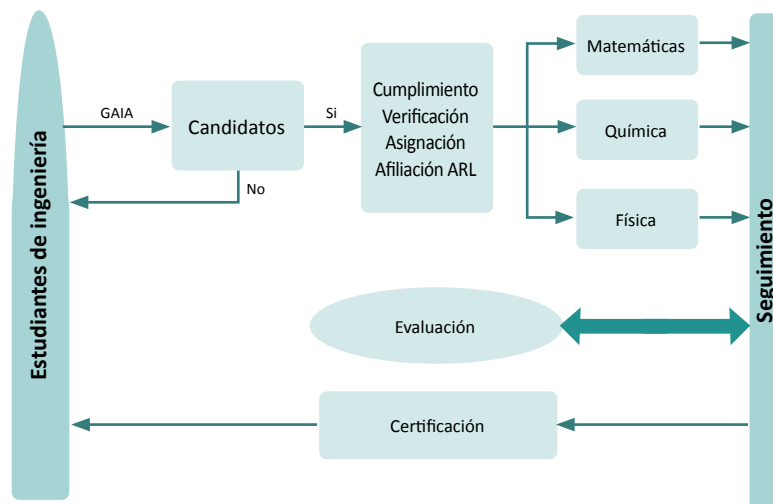 Estudiantes de ingeniería
GAIA
Candidatos
Si
No
Cumplimiento
Verificación
Asignación
Afiliación ARL
Matemáticas
Química
Física
Seguimiento
Evaluación
Certificación